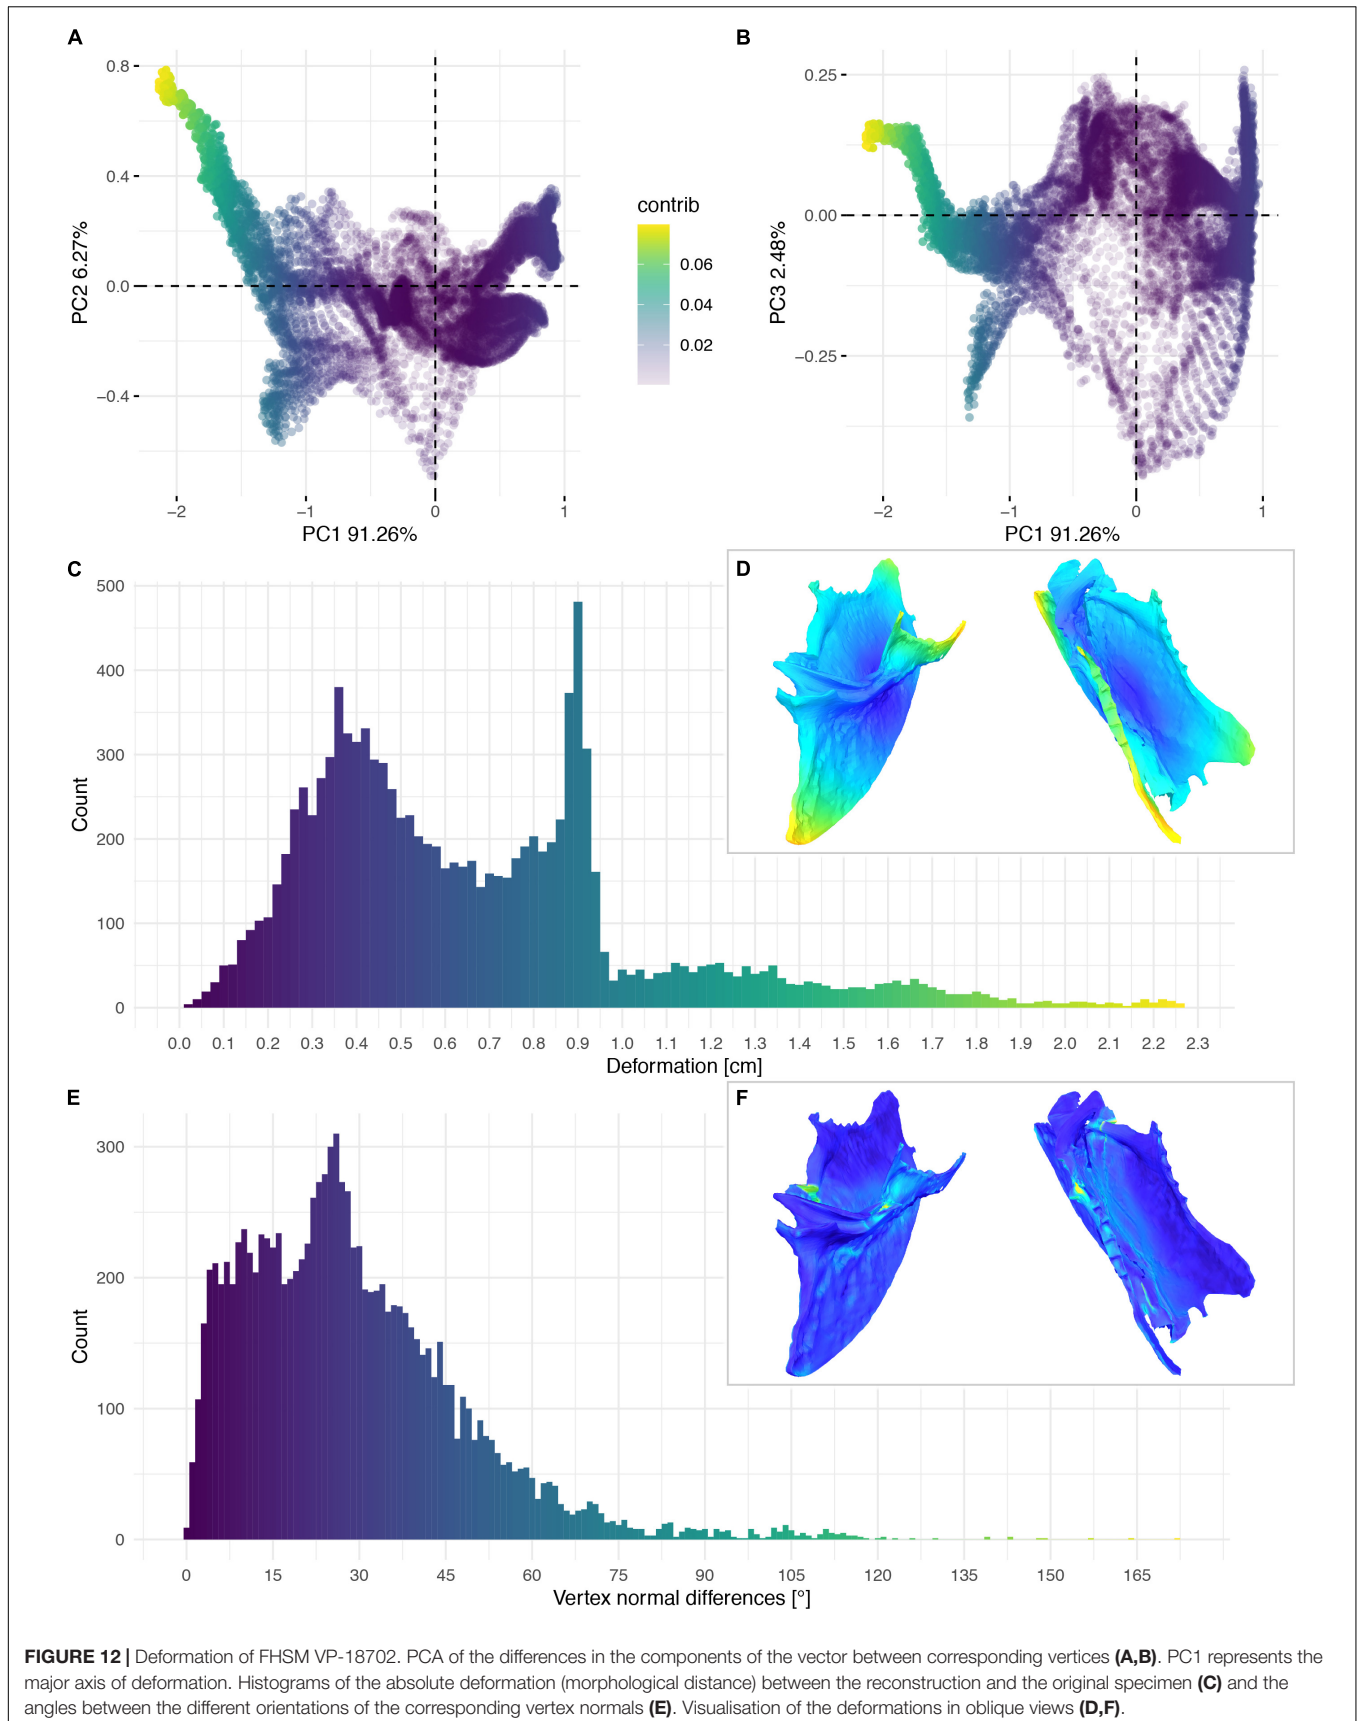 A
B
0.8
0.4
0.0
−0.4
PC2 6.27%
−2
−1
0
1
PC1 91.26%
contrib
0.06
0.04
0.02
0.25
0.00
−0.25
PC3 2.48%
−2
−1
0
1
PC1 91.26%
C
500
400
300
200
100
0
Count
0.0 0.1 0.2 0.3 0.4 0.5 0.6 0.7 0.8 0.9 1.0 1.1 1.2 1.3 1.4 1.5 1.6 1.7 1.8 1.9 2.0 2.1 2.2 2.3
Deformation [cm]
D
E
300
200
100
0
Count
0 15 30 45 60 75 90 105 120 135 150 165
Vertex normal differences [°]
F
FIGURE 12 | Deformation of FHSM VP-18702. PCA of the differences in the components of the vector between corresponding vertices (A,B). PC1 represents the
major axis of deformation. Histograms of the absolute deformation (morphological distance) between the reconstruction and the original specimen (C) and the
angles between the different orientations of the corresponding vertex normals (E). Visualisation of the deformations in oblique views (D,F).